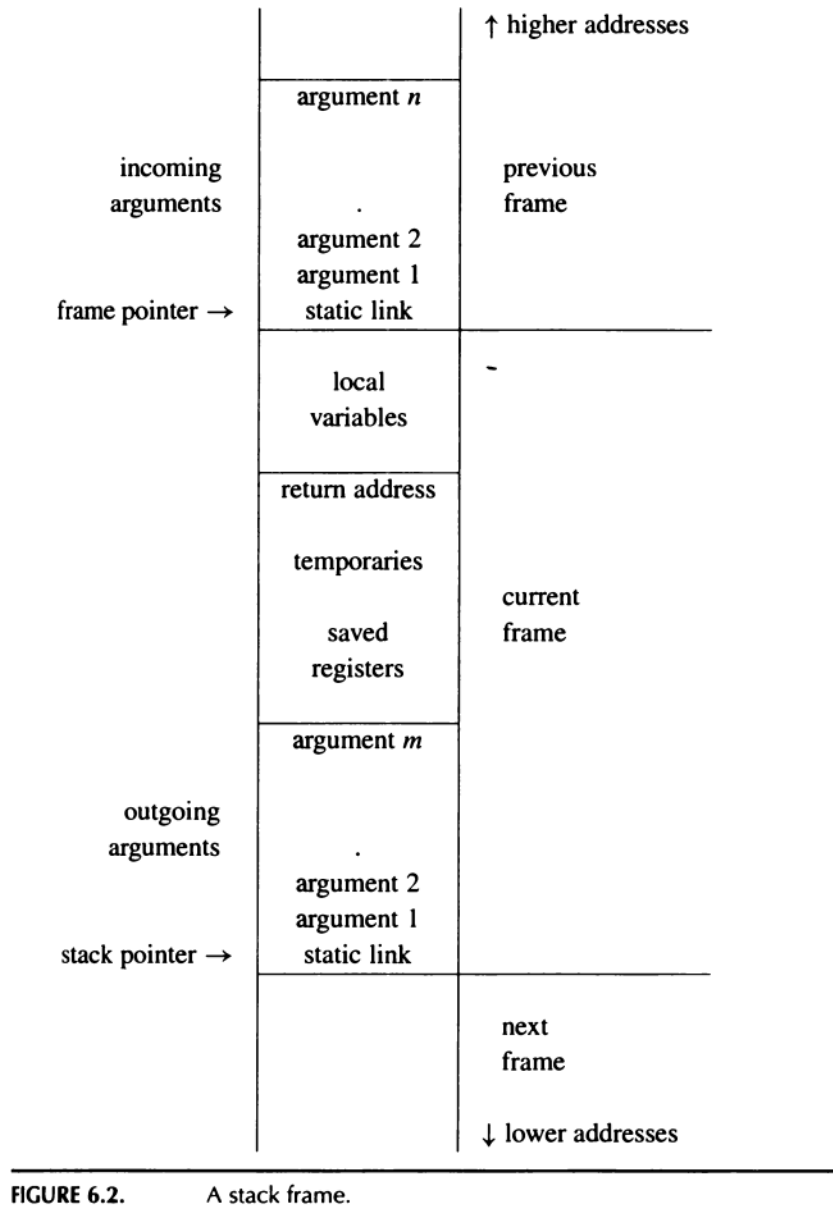 ↑ higher addresses
argument n
incoming
arguments
previous
frame
.
argument 2
argument 1
frame pointer → static link
local
variables
return address
temporaries
saved
registers
current
frame
argument m
outgoing
arguments
.
argument 2
argument 1
stack pointer → static link
next
frame
↓ lower addresses
FIGURE 6.2. A stack frame.